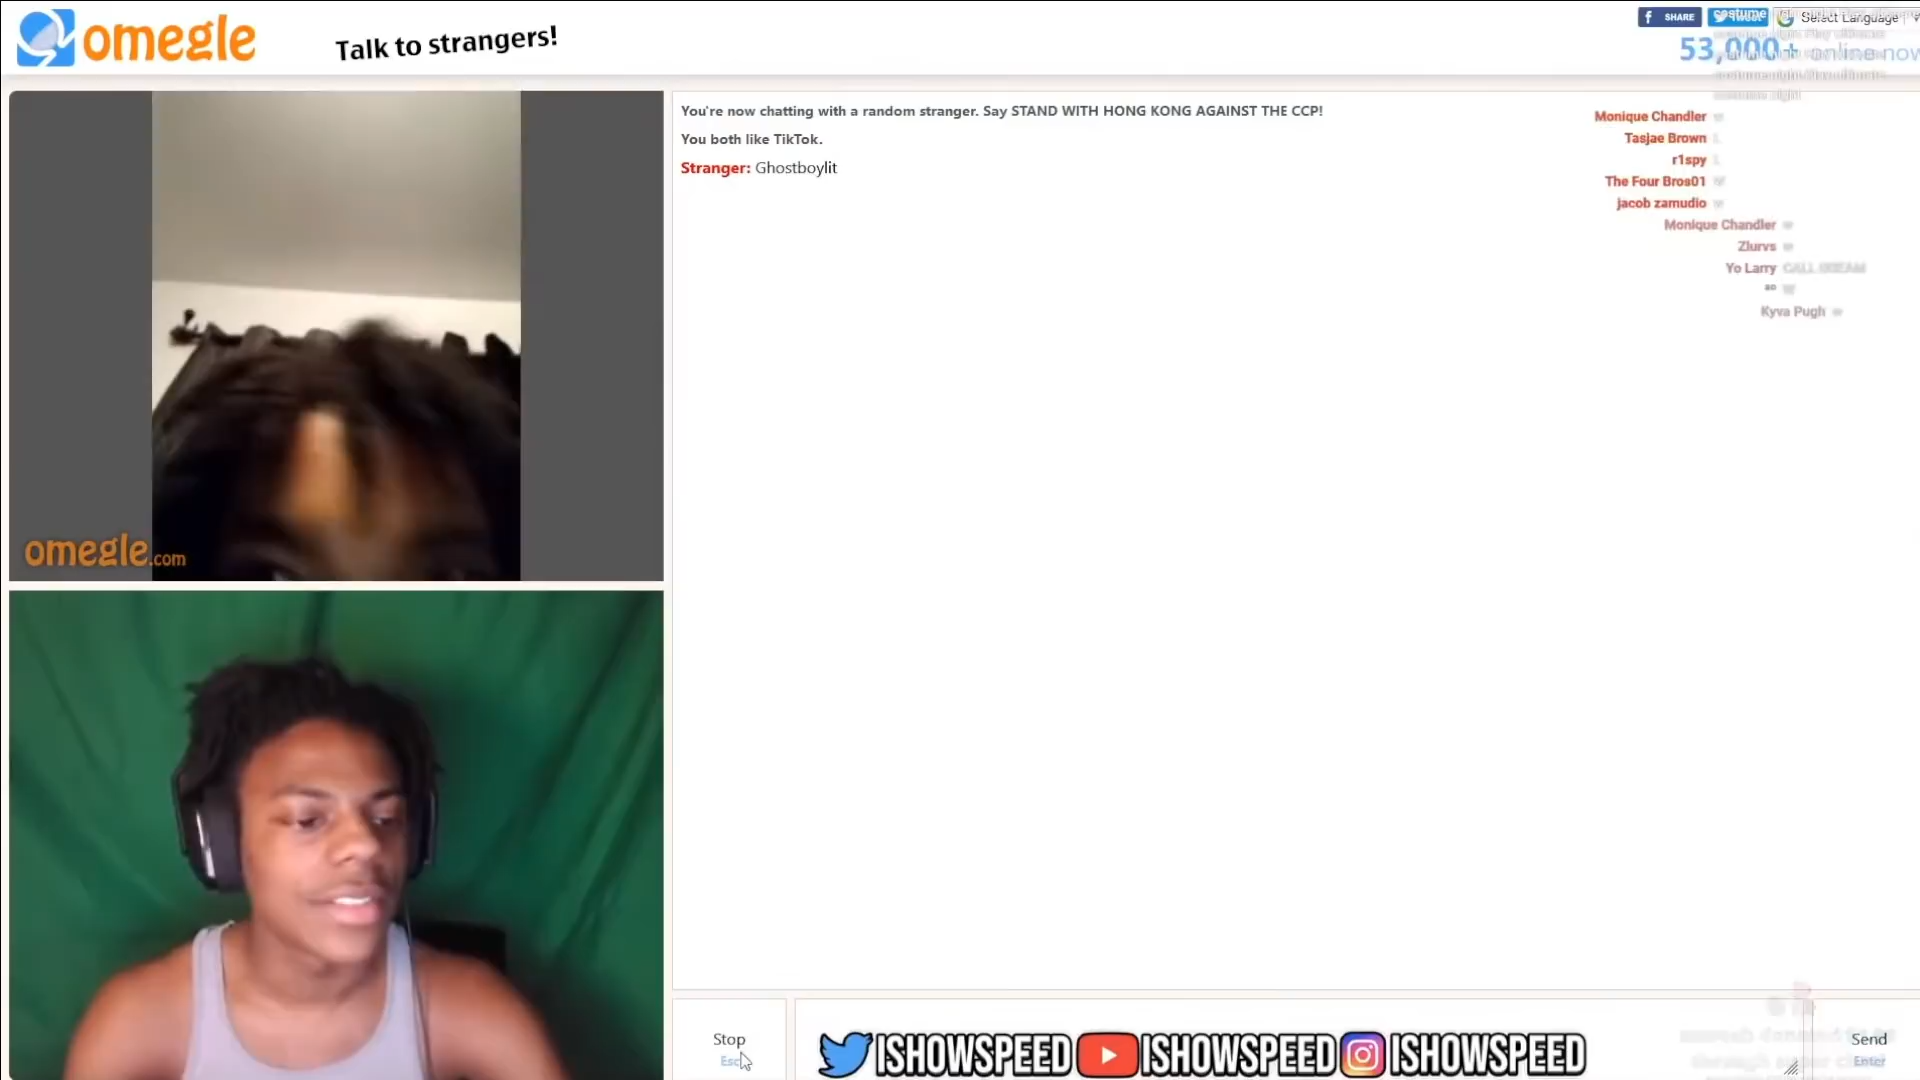 omegle
Talk to strangers!
SHARE
Select Language
53,000+ online now
You're now chatting with a random stranger. Say STAND WITH HONG KONG AGAINST THE CCP!
You both like TikTok.
Stranger: Ghostboylit
Monique Chandler
Tasjae Brown
r1spy
The Four Bros01
jacob zamudio
Monique Chandler
Zlurvs
Yo Larry
Kyva Pugh
omegle.com
Stop
Esc
ISHOWSPEED ISHOWSPEED ISHOWSPEED
Send
Enter